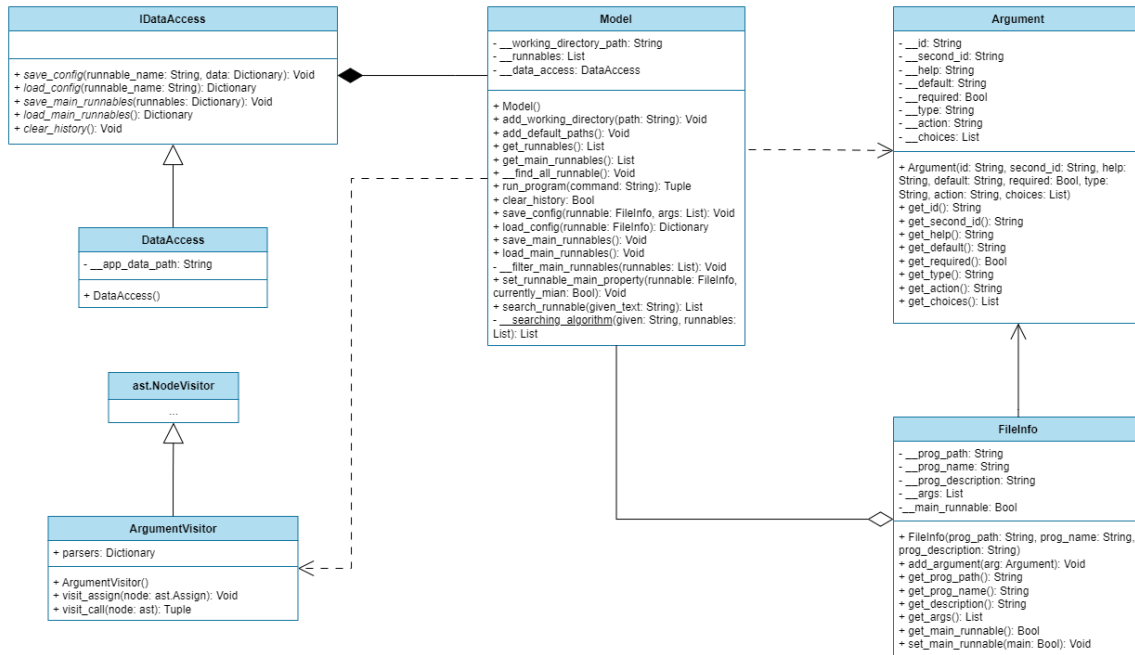 IDataAccess
+ save_config(runnable_name: String, data: Dictionary): Void
+ load_config(runnable_name: String): Dictionary
+ save_main_runnables(runnables: Dictionary): Void
+ load_main_runnables(): Dictionary
+ clear_history(): Void
Model
- __working_directory_path: String
- __runnables: List
- __data_access: DataAccess
+ Model()
+ add_working_directory(path: String): Void
+ add_default_paths(): Void
+ get_runnables(): List
+ get_main_runnables(): List
+ __find_all_runnable(): Void
+ run_program(command: String): Tuple
+ clear_history: Bool
+ save_config(runnable: FileInfo, args: List): Void
+ load_config(runnable: FileInfo): Dictionary
+ save_main_runnables(): Void
+ load_main_runnables(): Void
- __filter_main_runnables(runnables: List): Void
+ set_runnable_main_property(runnable: FileInfo,
currently_mian: Bool): Void
+ search_runnable(given_text: String): List
- __searching_algorithm(given: String, runnables:
List): List
Argument
- __id: String
- __second_id: String
- __help: String
- __default: String
- __required: Bool
- __type: String
- __action: String
- __choices: List
+ Argument(id: String, second_id: String, help:
String, default: String, required: Bool, type:
String, action: String, choices: List)
+ get_id(): String
+ get_second_id(): String
+ get_help(): String
+ get_default(): String
+ get_required(): Bool
+ get_type(): String
+ get_action(): String
+ get_choices(): List
DataAccess
- __app_data_path: String
+ DataAccess()
ast.NodeVisitor
...
ArgumentVisitor
+ parsers: Dictionary
+ ArgumentVisitor()
+ visit_assign(node: ast.Assign): Void
+ visit_call(node: ast): Tuple
FileInfo
- __prog_path: String
- __prog_name: String
- __prog_description: String
- __args: List
-__main_runnable: Bool
+ FileInfo(prog_path: String, prog_name: String,
prog_description: String)
+ add_argument(arg: Argument): Void
+ get_prog_path(): String
+ get_prog_name(): String
+ get_description(): String
+ get_args(): List
+ get_main_runnable(): Bool
+ set_main_runnable(main: Bool): Void